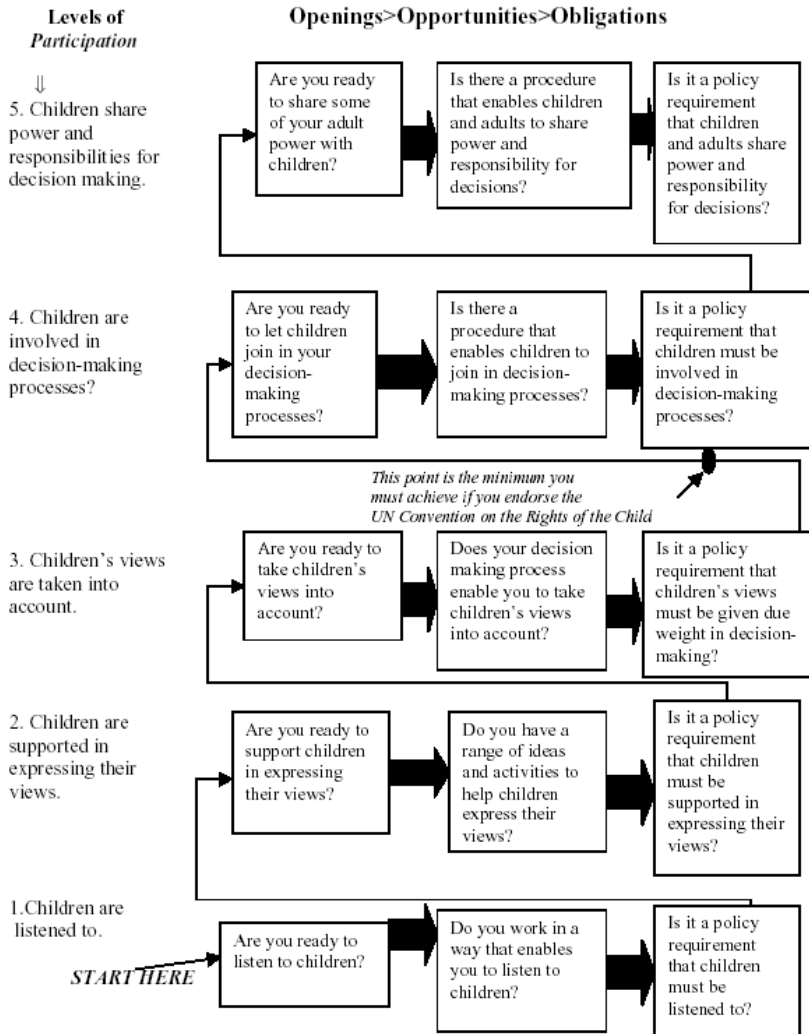 Levels of
Participation
⇓
Openings>Opportunities>Obligations
5. Children share
power and
responsibilities for
decision making.
Are you ready
to share some
of your adult
power with
children?
Is there a procedure
that enables children
and adults to share
power and
responsibility for
decisions?
Is it a policy
requirement
that children
and adults share
power and
responsibility
for decisions?
4. Children are
involved in
decision-making
processes?
Are you ready
to let children
join in your
decision-
making
processes?
Is there a
procedure that
enables children to
join in decision-
making processes?
Is it a policy
requirement that
children must be
involved in
decision-making
processes?
This point is the minimum you
must achieve if you endorse the
UN Convention on the Rights of the Child
3. Children’s views
are taken into
account.
Are you ready to
take children’s
views into
account?
Does your decision
making process
enable you to take
children’s views
into account?
Is it a policy
requirement that
children’s views
must be given due
weight in decision-
making?
2. Children are
supported in
expressing their
views.
Are you ready to
support children
in expressing
their views?
Do you have a
range of ideas
and activities to
help children
express their
views?
Is it a policy
requirement
that children
must be
supported in
expressing their
views?
1.Children are
listened to.
START HERE
Are you ready to
listen to children?
Do you work in a
way that enables
you to listen to
children?
Is it a policy
requirement
that children
must be
listened to?